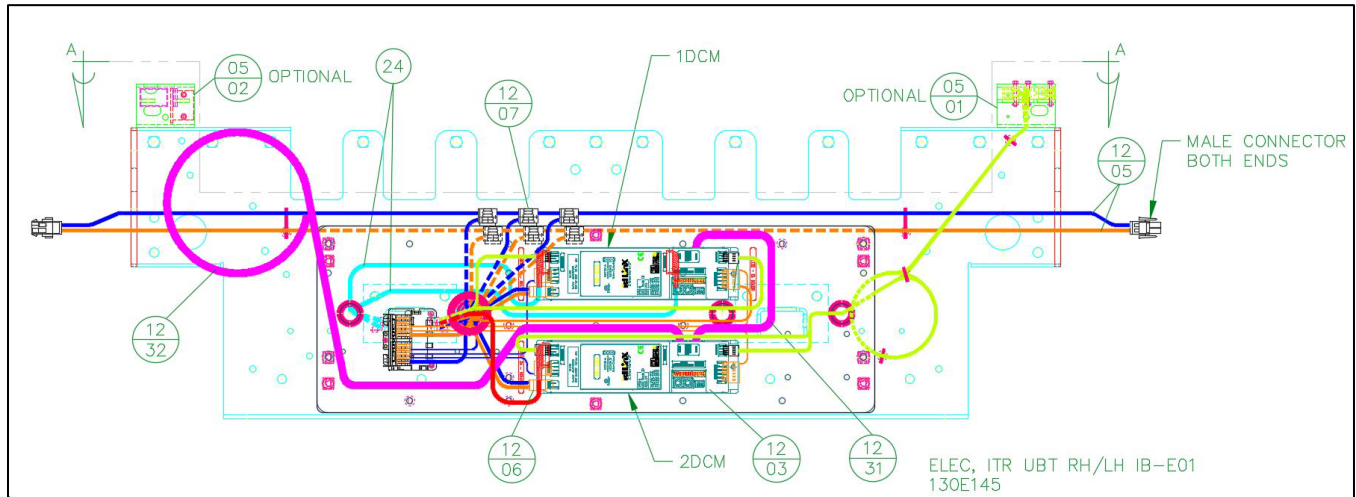 A
05
02
OPTIONAL
24
12
07
1DCM
OPTIONAL
05
01
A
12
05
MALE CONNECTOR
BOTH ENDS
12
32
12
06
2DCM
12
03
12
31
ELEC, ITR UBT RH/LH IB-E01
130E145